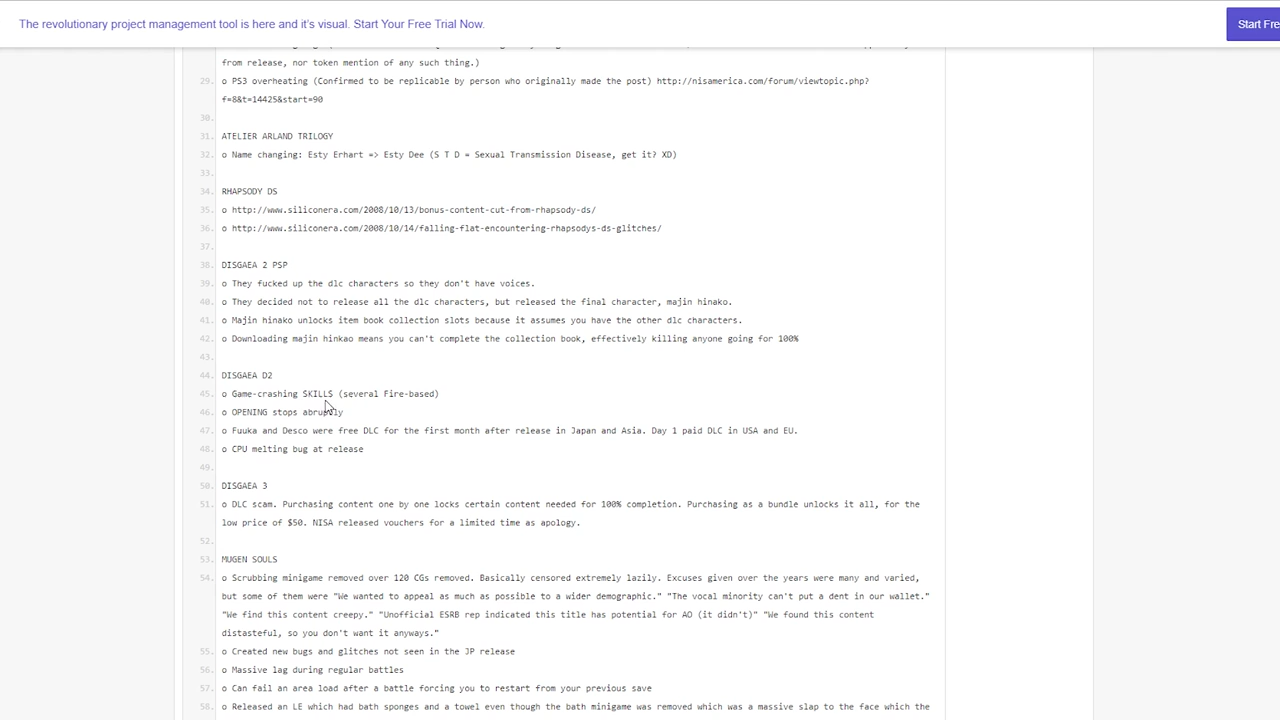 The revolutionary project management tool is here and it's visual. Start Your Free Trial Now.
Start Fre
from release, nor token mention of any such thing.)
29. o PS3 overheating (Confirmed to be replicable by person who originally made the post) http://nisamerica.com/forum/viewtopic.php?
f=8&t=14425&start=90
30.
31. ATELIER ARLAND TRILOGY
32. o Name changing: Esty Erhart => Esty Dee (S T D = Sexual Transmission Disease, get it? XD)
33.
34. RHAPSODY DS
35. o http://www.siliconera.com/2008/10/13/bonus-content-cut-from-rhapsody-ds/
36. o http://www.siliconera.com/2008/10/14/falling-flat-encountering-rhapsodys-ds-glitches/
37.
38. DISGAEA 2 PSP
39. o They fucked up the dlc characters so they don't have voices.
40. o They decided not to release all the dlc characters, but released the final character, majin hinako.
41. o Majin hinako unlocks item book collection slots because it assumes you have the other dlc characters.
42. o Downloading majin hinkao means you can't complete the collection book, effectively killing anyone going for 100%
43.
44. DISGAEA D2
45. o Game-crashing SKILLS (several Fire-based)
46. o OPENING stops abruptly
47. o Fuuka and Desco were free DLC for the first month after release in Japan and Asia. Day 1 paid DLC in USA and EU.
48. o CPU melting bug at release
49.
50. DISGAEA 3
51. o DLC scam. Purchasing content one by one locks certain content needed for 100% completion. Purchasing as a bundle unlocks it all, for the
low price of $50. NISA released vouchers for a limited time as apology.
52.
53. MUGEN SOULS
54. o Scrubbing minigame removed over 120 CGs removed. Basically censored extremely lazily. Excuses given over the years were many and varied,
but some of them were "We wanted to appeal as much as possible to a wider demographic." "The vocal minority can't put a dent in our wallet."
"We find this content creepy." "Unofficial ESRB rep indicated this title has potential for AO (it didn't)" "We found this content
distasteful, so you don't want it anyways."
55. o Created new bugs and glitches not seen in the JP release
56. o Massive lag during regular battles
57. o Can fail an area load after a battle forcing you to restart from your previous save
58. o Released an LE which had bath sponges and a towel even though the bath minigame was removed which was a massive slap to the face which the